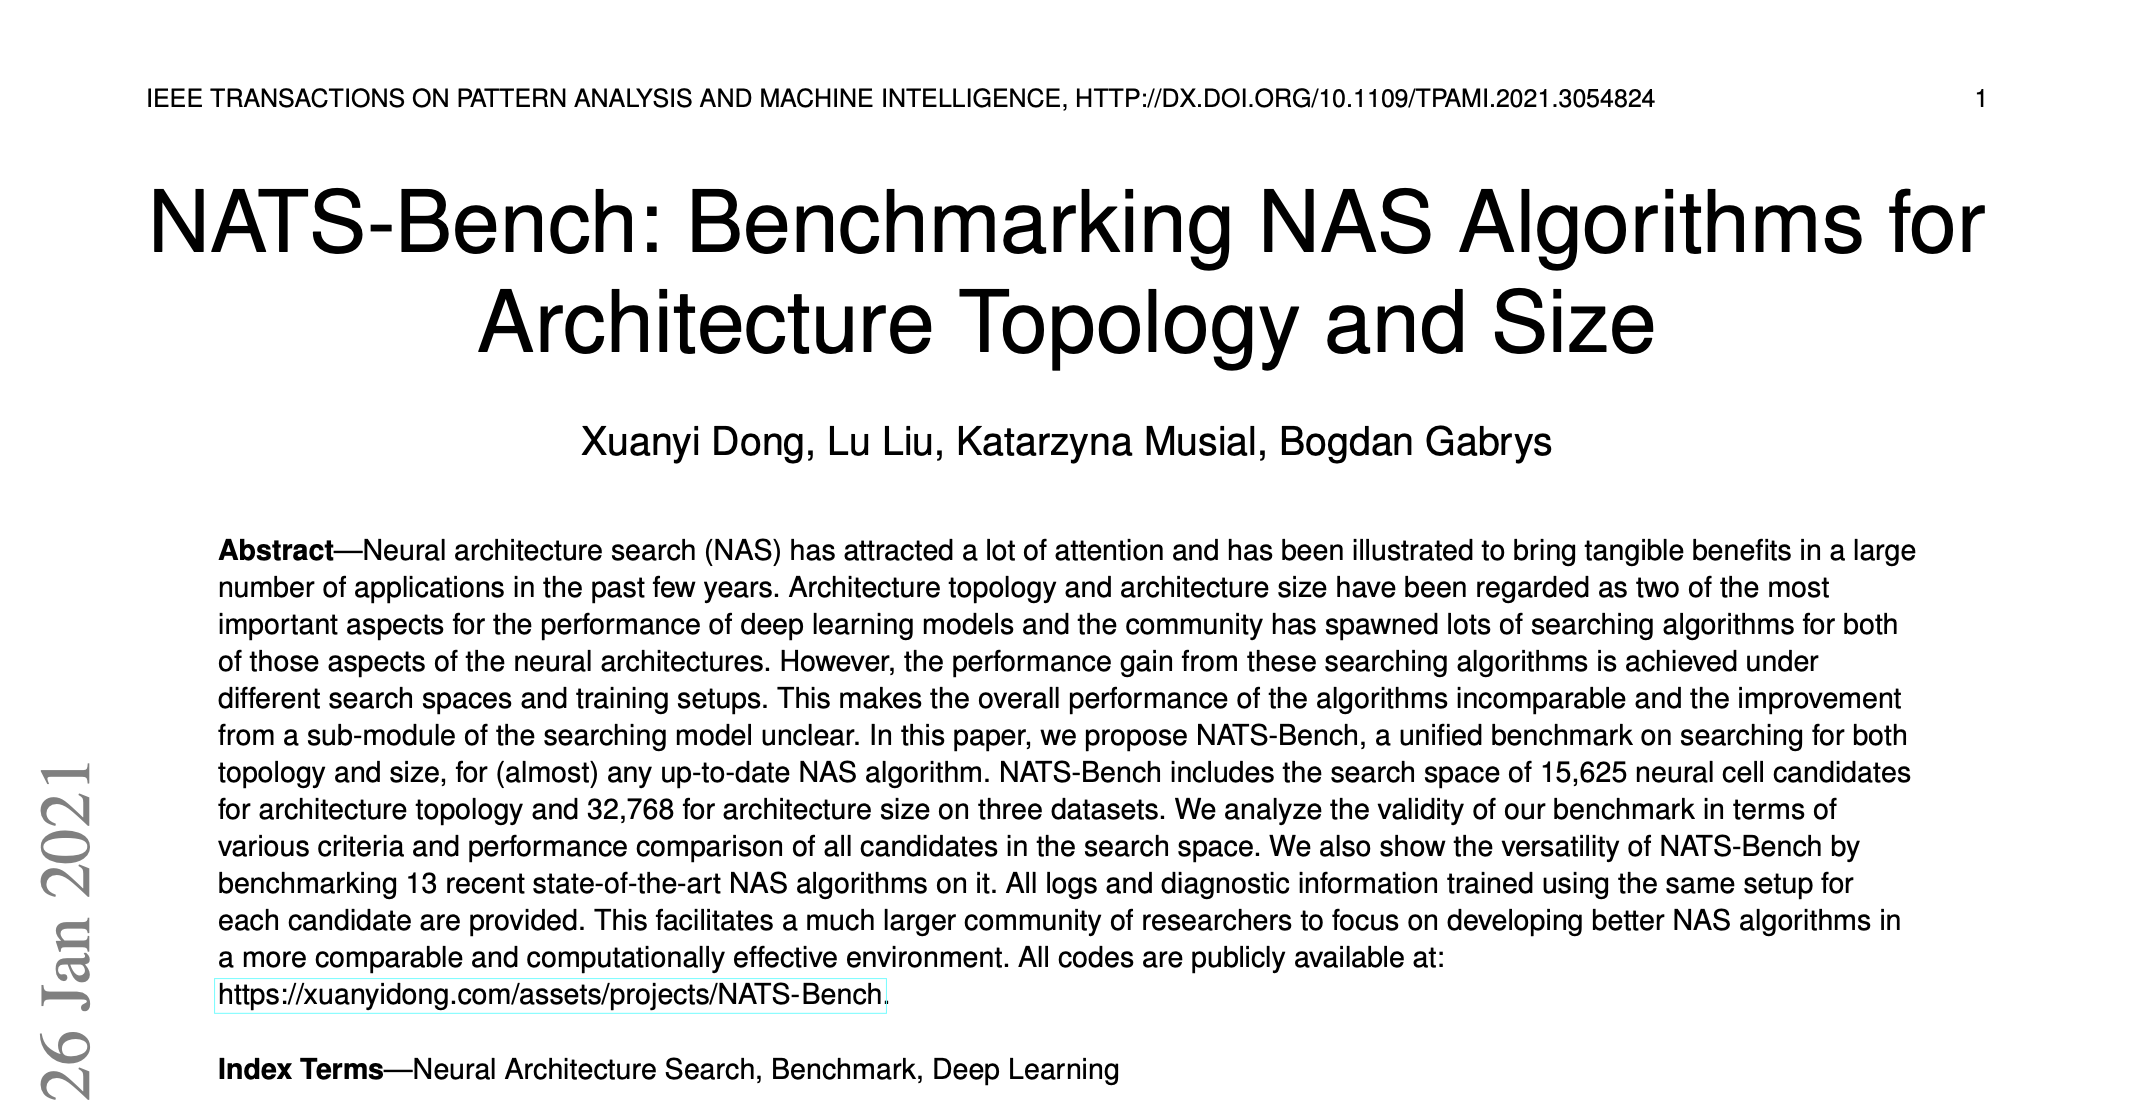 IEEE TRANSACTIONS ON PATTERN ANALYSIS AND MACHINE INTELLIGENCE, HTTP://DX.DOI.ORG/10.1109/TPAMI.2021.3054824 1
NATS-Bench: Benchmarking NAS Algorithms for
Architecture Topology and Size
Xuanyi Dong, Lu Liu, Katarzyna Musial, Bogdan Gabrys
Abstract—Neural architecture search (NAS) has attracted a lot of attention and has been illustrated to bring tangible benefits in a large
number of applications in the past few years. Architecture topology and architecture size have been regarded as two of the most
important aspects for the performance of deep learning models and the community has spawned lots of searching algorithms for both
of those aspects of the neural architectures. However, the performance gain from these searching algorithms is achieved under
different search spaces and training setups. This makes the overall performance of the algorithms incomparable and the improvement
from a sub-module of the searching model unclear. In this paper, we propose NATS-Bench, a unified benchmark on searching for both
topology and size, for (almost) any up-to-date NAS algorithm. NATS-Bench includes the search space of 15,625 neural cell candidates
for architecture topology and 32,768 for architecture size on three datasets. We analyze the validity of our benchmark in terms of
various criteria and performance comparison of all candidates in the search space. We also show the versatility of NATS-Bench by
benchmarking 13 recent state-of-the-art NAS algorithms on it. All logs and diagnostic information trained using the same setup for
each candidate are provided. This facilitates a much larger community of researchers to focus on developing better NAS algorithms in
a more comparable and computationally effective environment. All codes are publicly available at:
https://xuanyidong.com/assets/projects/NATS-Bench.
Index Terms—Neural Architecture Search, Benchmark, Deep Learning
26 Jan 2021